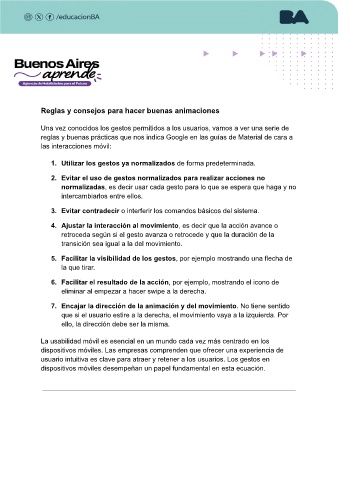 /educacionBA
BA
Buenos Aires
aprende
Agencia de Habilidades para el Futuro
Reglas y consejos para hacer buenas animaciones
Una vez conocidos los gestos permitidos a los usuarios, vamos a ver una serie de
reglas y buenas prácticas que nos indica Google en las guías de Material de cara a
las interacciones móvil:
1. Utilizar los gestos ya normalizados de forma predeterminada.
2. Evitar el uso de gestos normalizados para realizar acciones no
normalizadas, es decir usar cada gesto para lo que se espera que haga y no
intercambiarlos entre ellos.
3. Evitar contradecir o interferir los comandos básicos del sistema.
4. Ajustar la interacción al movimiento, es decir que la acción avance o
retroceda según si el gesto avanza o retrocede y que la duración de la
transición sea igual a la del movimiento.
5. Facilitar la visibilidad de los gestos, por ejemplo mostrando una flecha de
la que tirar.
6. Facilitar el resultado de la acción, por ejemplo, mostrando el icono de
eliminar al empezar a hacer swipe a la derecha.
7. Encajar la dirección de la animación y del movimiento. No tiene sentido
que si el usuario estire a la derecha, el movimiento vaya a la izquierda. Por
ello, la dirección debe ser la misma.
La usabilidad móvil es esencial en un mundo cada vez más centrado en los
dispositivos móviles. Las empresas comprenden que ofrecer una experiencia de
usuario intuitiva es clave para atraer y retener a los usuarios. Los gestos en
dispositivos móviles desempeñan un papel fundamental en esta ecuación.